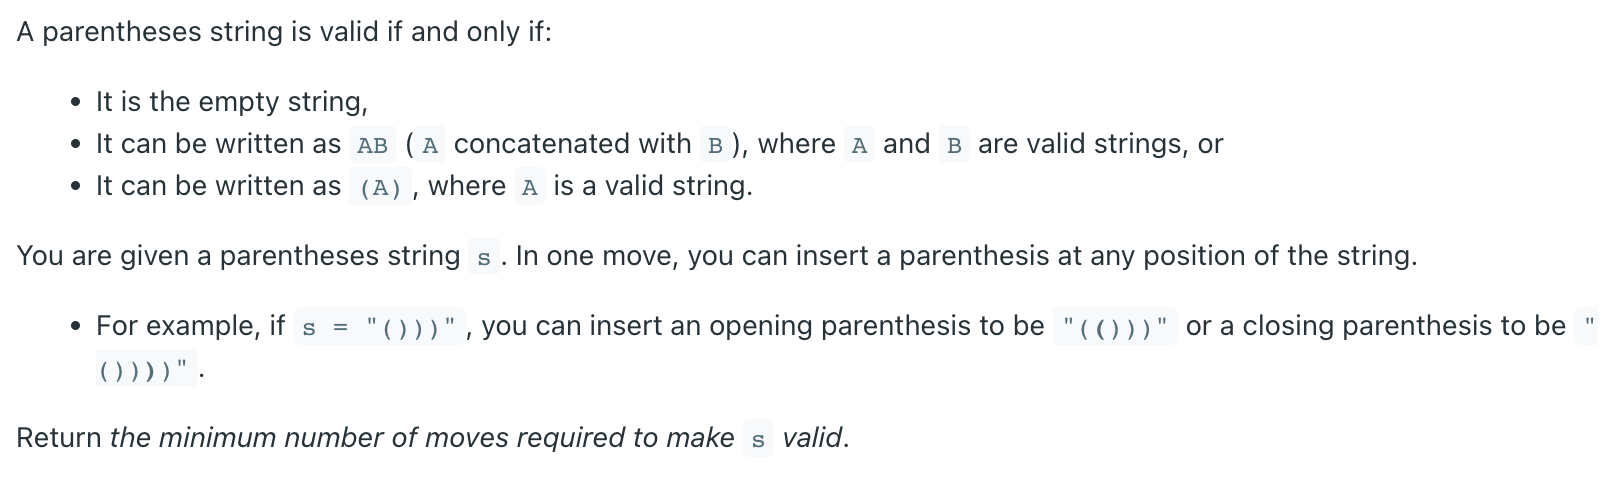 A parentheses string is valid if and only if:
• It is the empty string,
• It can be written as AB ( A concatenated with B ), where A and B are valid strings, or
• It can be written as (A) , where A is a valid string.
You are given a parentheses string s . In one move, you can insert a parenthesis at any position of the string.
• For example, if s = "()))" , you can insert an opening parenthesis to be "(()))" or a closing parenthesis to be "
())))" .
Return the minimum number of moves required to make s valid.